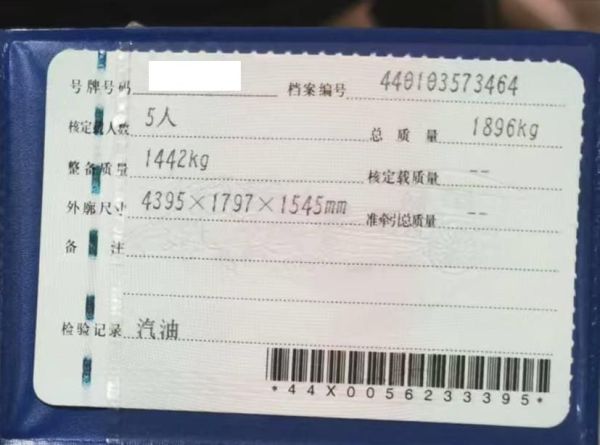 号牌号码 档案编号 440103573464
核定载人数 5人 总质量 1896kg
整备质量 1442kg 核定载质量 --
外廓尺寸 4395×1797×1545mm 准牵引总质量 --
备注
检验记录 汽油
*44X0056233395*